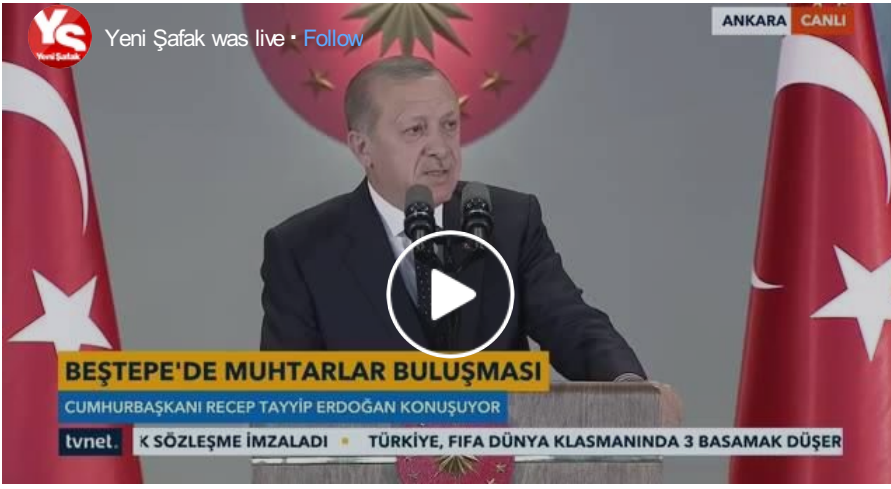 YS
Yeni Şafak
Yeni Şafak was live · Follow
ANKARA CANLI
BEŞTEPE'DE MUHTARLAR BULUŞMASI
CUMHURBAŞKANI RECEP TAYYİP ERDOĞAN KONUŞUYOR
tvnet. K SÖZLEŞME İMZALADI • TÜRKİYE, FIFA DÜNYA KLASMANINDA 3 BASAMAK DÜŞER